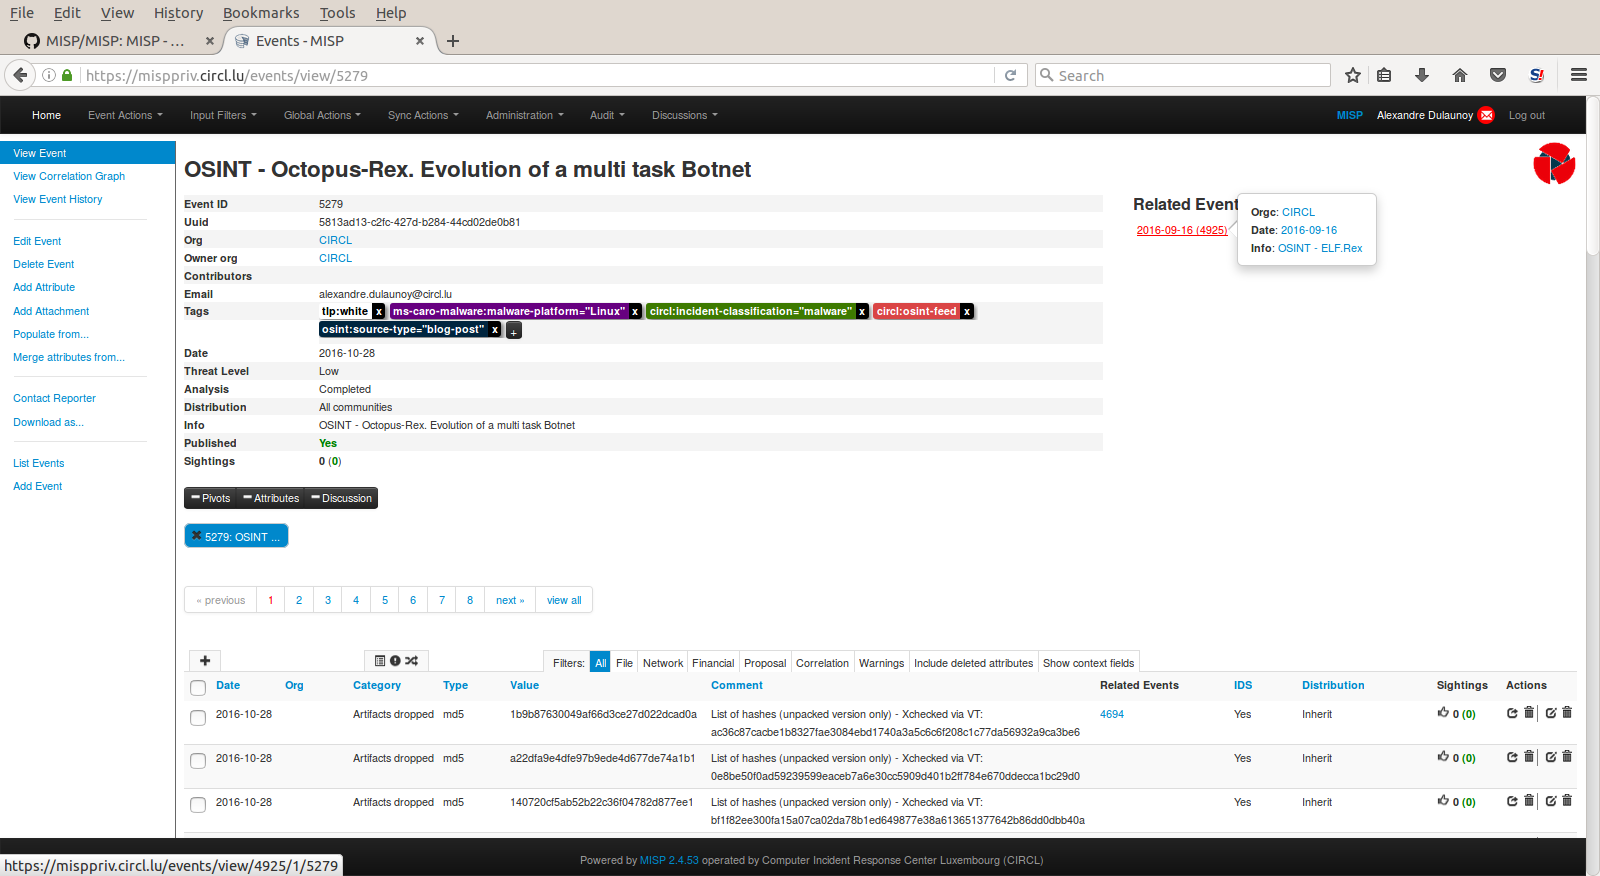 File Edit View History Bookmarks Tools Help
MISP/MISP: MISP - ... × Events - MISP × +
https://misppriv.circl.lu/events/view/5279 Search
Home Event Actions Input Filters Global Actions Sync Actions Administration Audit Discussions MISP Alexandre Dulaunoy Log out
View Event
View Correlation Graph
View Event History
Edit Event
Delete Event
Add Attribute
Add Attachment
Populate from...
Merge attributes from...
Contact Reporter
Download as...
List Events
Add Event
OSINT - Octopus-Rex. Evolution of a multi task Botnet
Event ID 5279
Uuid 5813ad13-c2fc-427d-b284-44cd02de0b81
Org CIRCL
Owner org CIRCL
Contributors
Email alexandre.dulaunoy@circl.lu
Tags tlp:white x ms-caro-malware:malware-platform="Linux" x circl:incident-classification="malware" x circl:osint-feed x
osint:source-type="blog-post" x +
Date 2016-10-28
Threat Level Low
Analysis Completed
Distribution All communities
Info OSINT - Octopus-Rex. Evolution of a multi task Botnet
Published Yes
Sightings 0 (0)
Related Event
2016-09-16 (4925)
Orgc: CIRCL
Date: 2016-09-16
Info: OSINT - ELF.Rex
Pivots Attributes Discussion
5279: OSINT ...
« previous 1 2 3 4 5 6 7 8 next » view all
Filters: All File Network Financial Proposal Correlation Warnings Include deleted attributes Show context fields
Date Org Category Type Value Comment Related Events IDS Distribution Sightings Actions
2016-10-28 Artifacts dropped md5 1b9b87630049af66d3ce27d022dcad0a List of hashes (unpacked version only) - Xchecked via VT: 4694 Yes Inherit 0 (0)
ac36c87cacbe1b8327fae3084ebd1740a3a5c6c6f208c1c77da56932a9ca3be6
2016-10-28 Artifacts dropped md5 a22dfa9e4dfe97b9ede4d677de74a1b1 List of hashes (unpacked version only) - Xchecked via VT: Yes Inherit 0 (0)
0e8be50f0ad59239599eaceb7a6e30cc5909d401b2ff784e670ddecca1bc29d0
2016-10-28 Artifacts dropped md5 140720cf5ab52b22c36f04782d877ee1 List of hashes (unpacked version only) - Xchecked via VT: Yes Inherit 0 (0)
bf1f82ee300fa15a07ca02da78b1ed649877e38a613651377642b86dd0dbb40a
https://misppriv.circl.lu/events/view/4925/1/5279
Powered by MISP 2.4.53 operated by Computer Incident Response Center Luxembourg (CIRCL)